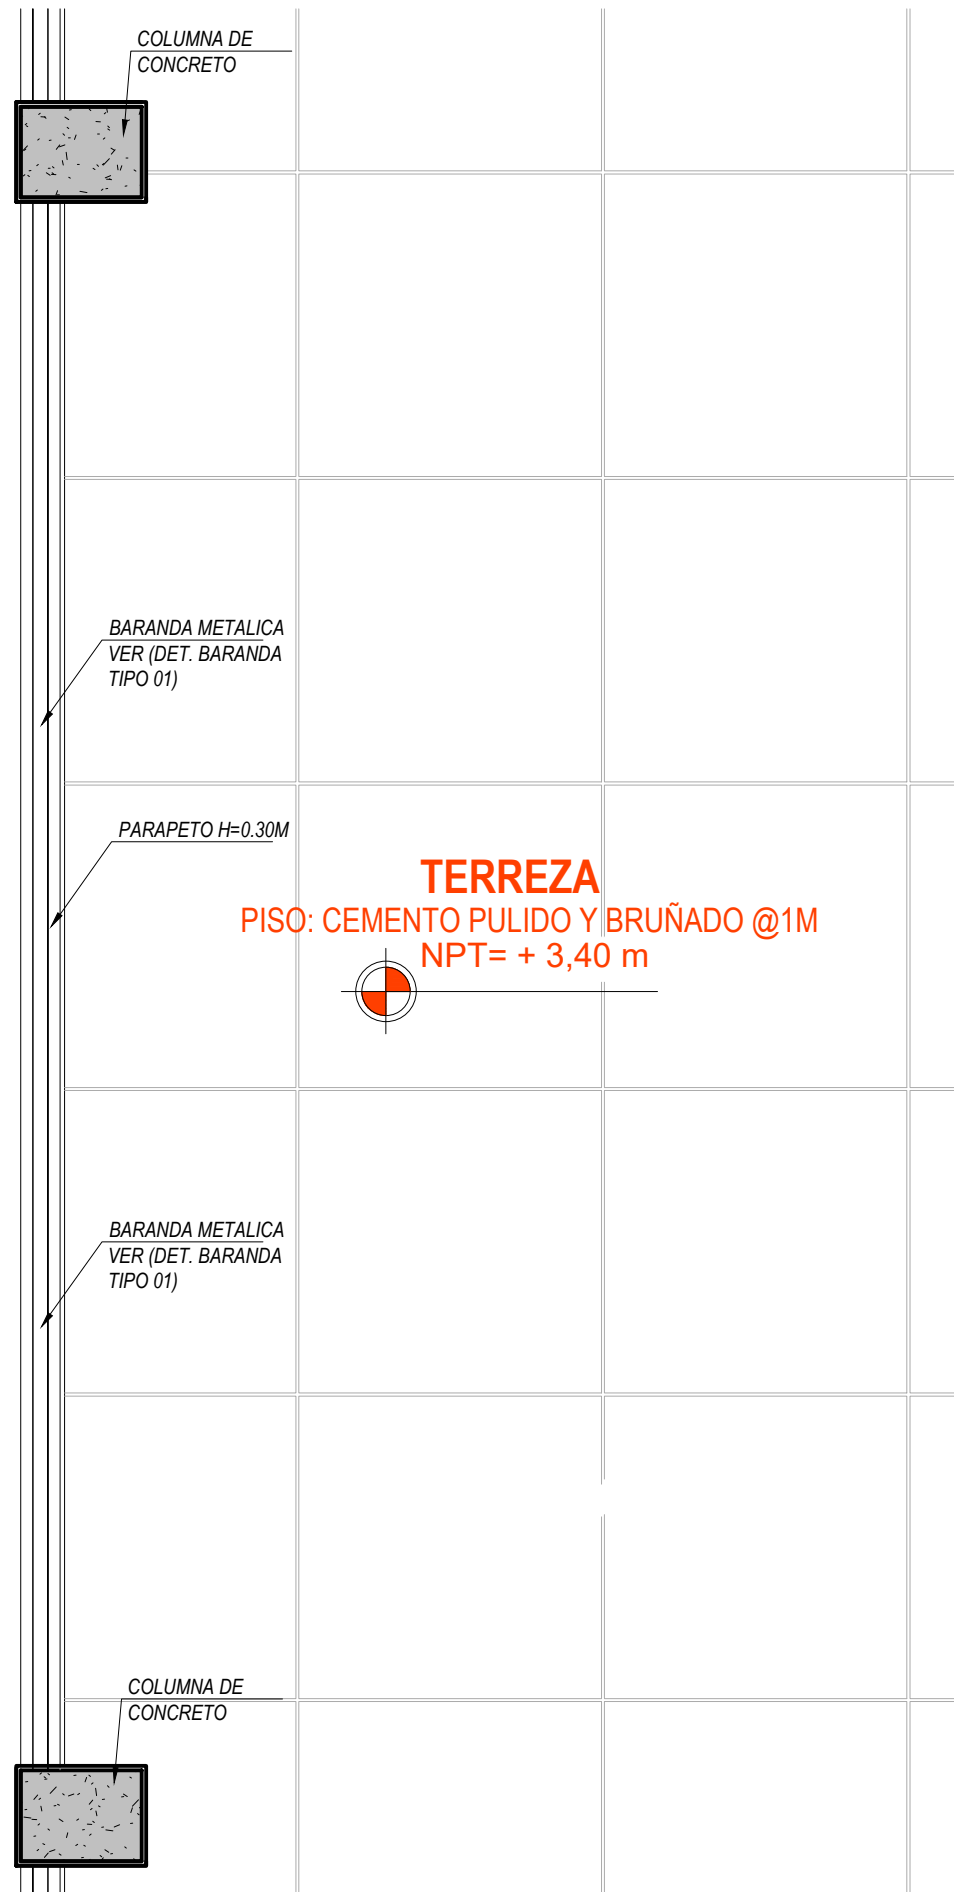 COLUMNA DE
CONCRETO
BARANDA METALICA
VER (DET. BARANDA
TIPO 01)
PARAPETO H=0.30M
TERREZA
PISO: CEMENTO PULIDO Y BRUÑADO @1M
NPT= + 3,40 m
BARANDA METALICA
VER (DET. BARANDA
TIPO 01)
COLUMNA DE
CONCRETO